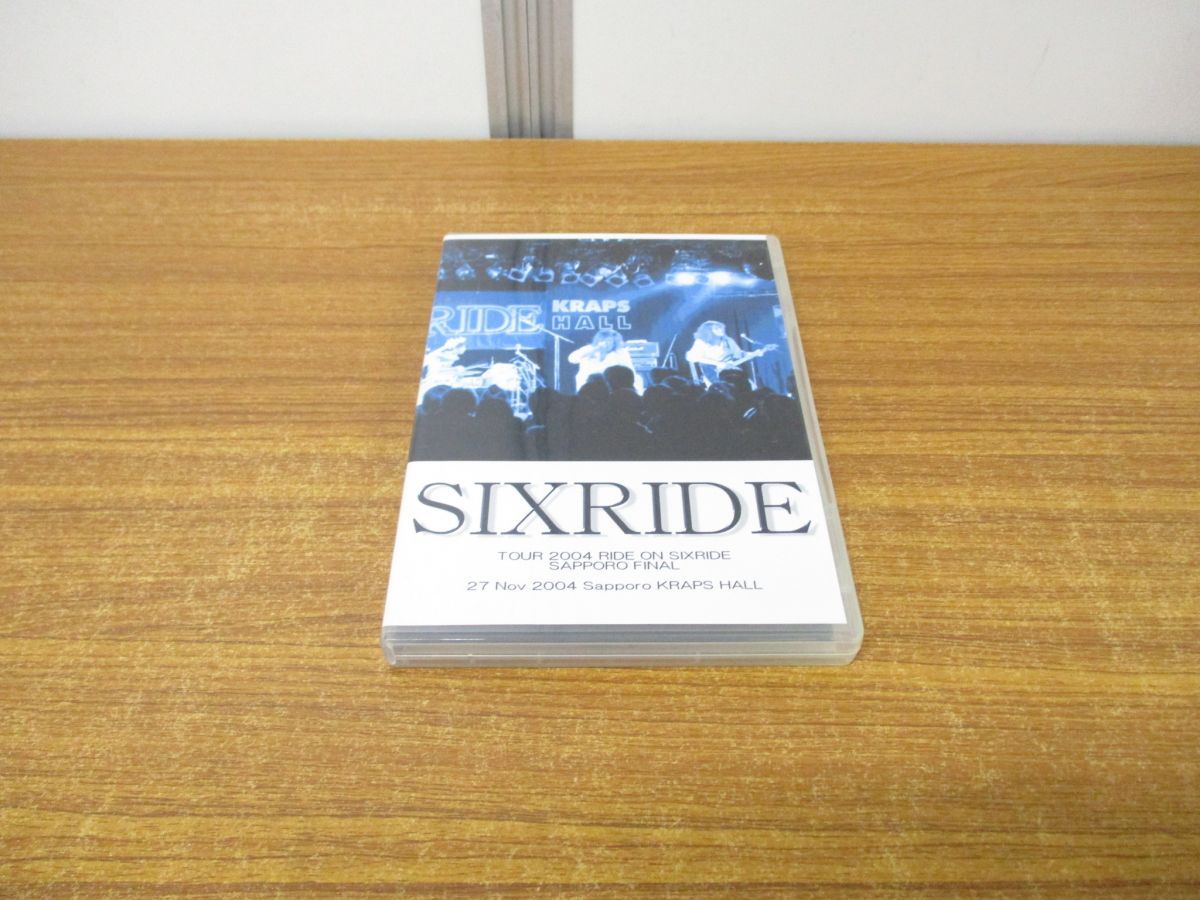 RIDE KRAPS
HALL
SIXRIDE
TOUR 2004 RIDE ON SIXRIDE
SAPPORO FINAL
27 Nov 2004 Sapporo KRAPS HALL